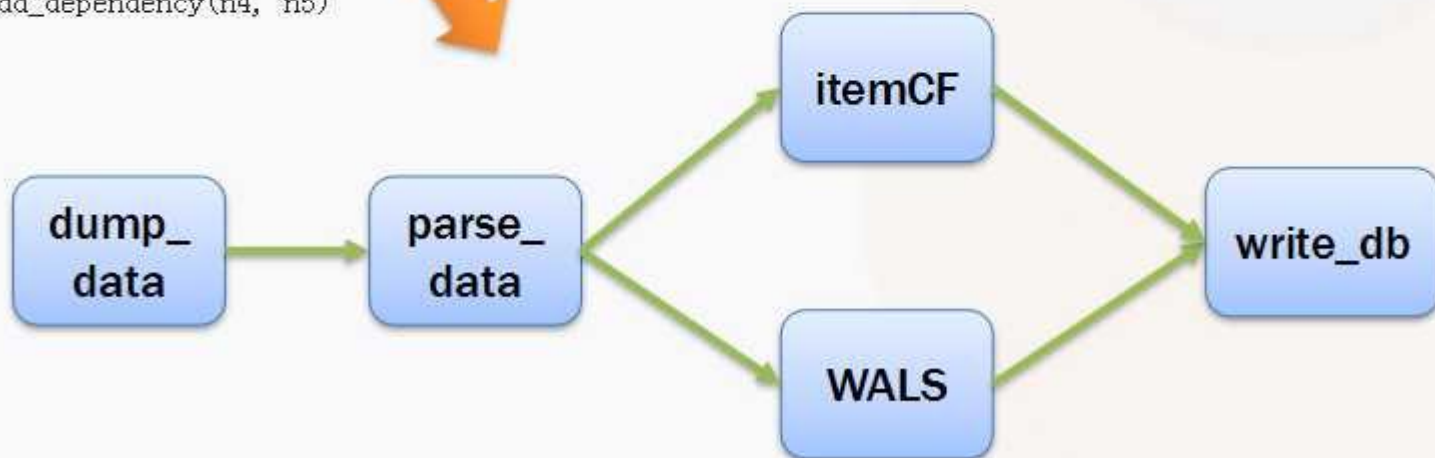 dd_dependency(n4, n5)
itemCF
dump_
data
parse_
data
write_db
WALS